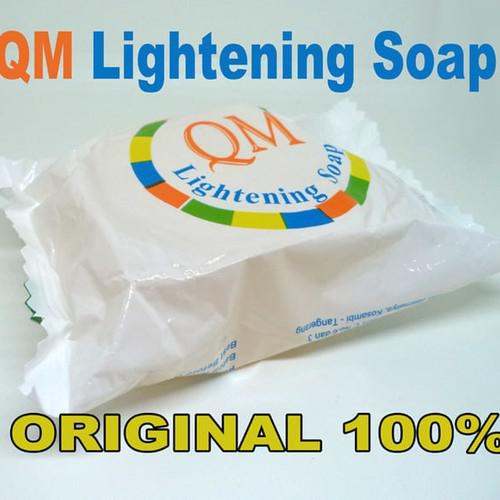 QM Lightening Soap
QM
Lightening Soap
Kosambi - Tangerang
ORIGINAL 100%